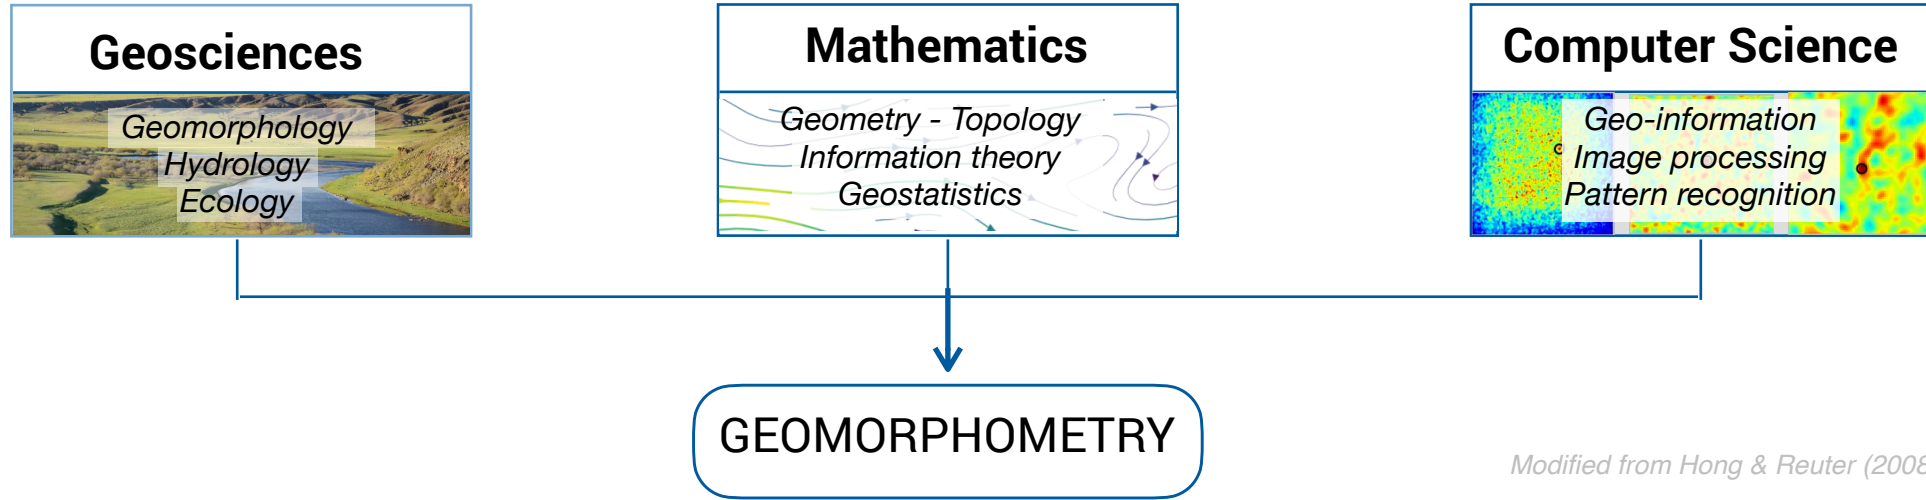 Geosciences
Geomorphology
Hydrology
Ecology
Mathematics
Geometry - Topology
Information theory
Geostatistics
Computer Science
Geo-information
Image processing
Pattern recognition
GEOMORPHOMETRY
Modified from Hong & Reuter (2008